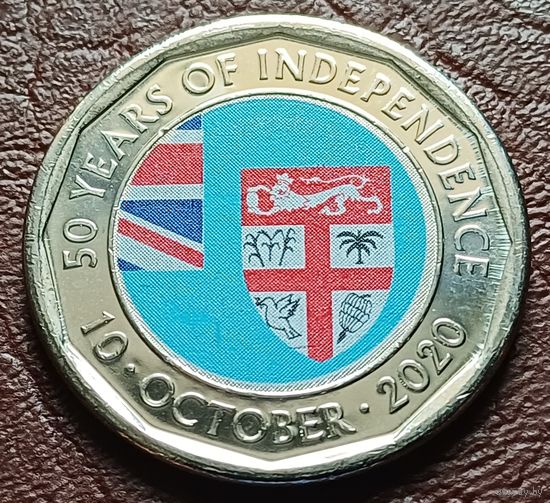 50 YEARS OF INDEPENDENCE
10 · OCTOBER · 2020